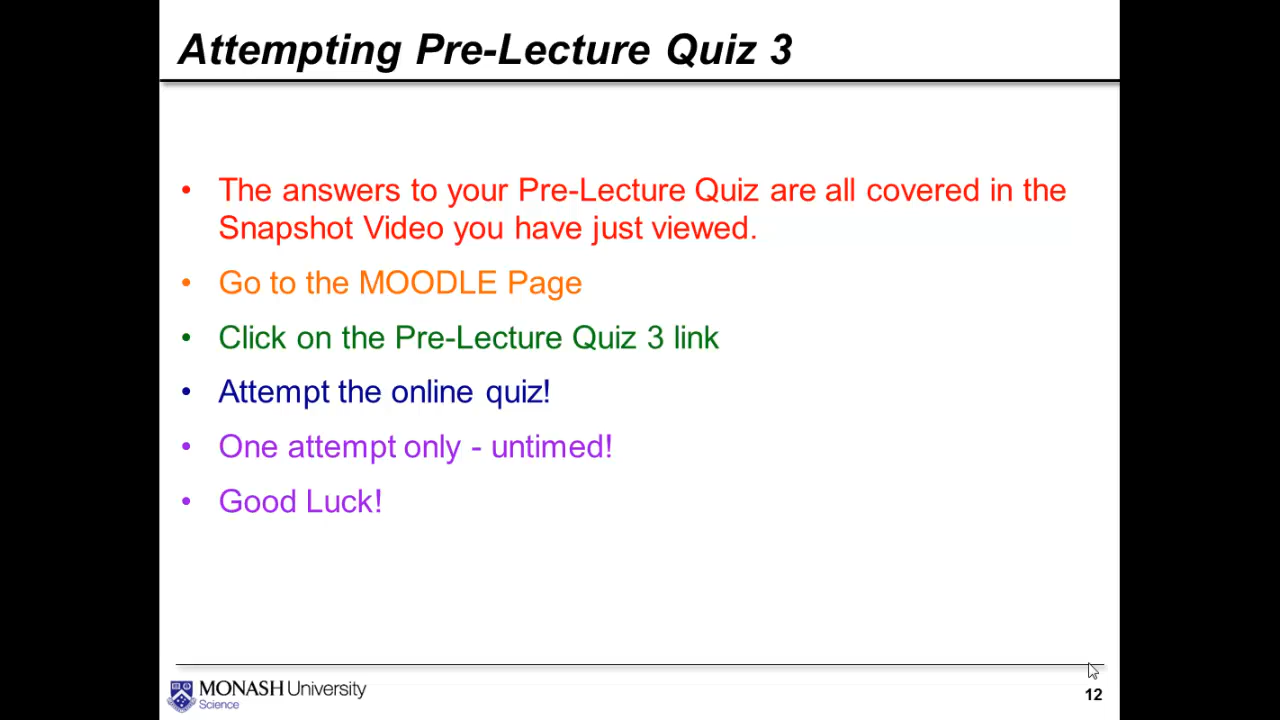 Attempting Pre-Lecture Quiz 3
• The answers to your Pre-Lecture Quiz are all covered in the
Snapshot Video you have just viewed.
• Go to the MOODLE Page
• Click on the Pre-Lecture Quiz 3 link
• Attempt the online quiz!
• One attempt only - untimed!
• Good Luck!
MONASH University
Science
12